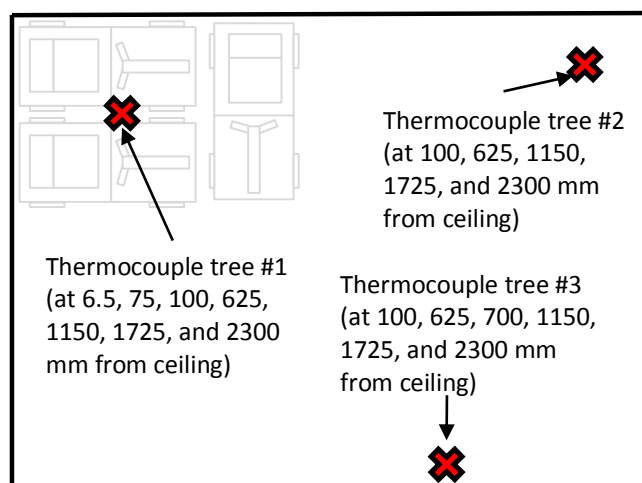 Thermocouple tree #2
(at 100, 625, 1150,
1725, and 2300 mm
from ceiling)
Thermocouple tree #1
(at 6.5, 75, 100, 625,
1150, 1725, and 2300
mm from ceiling)
Thermocouple tree #3
(at 100, 625, 700, 1150,
1725, and 2300 mm
from ceiling)